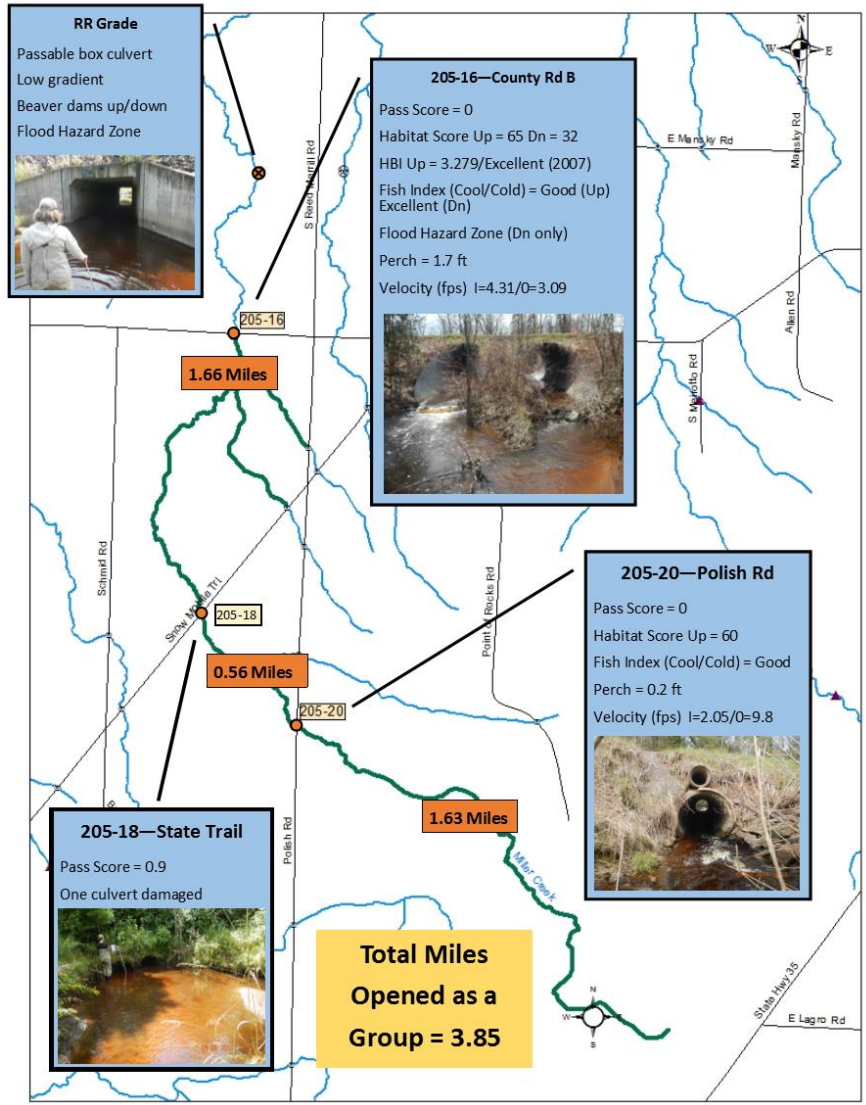 RR Grade
Passable box culvert
Low gradient
Beaver dams up/down
Flood Hazard Zone
205-16—County Rd B
Pass Score = 0
Habitat Score Up = 65 Dn = 32
HBI Up = 3.279/Excellent (2007)
Fish Index (Cool/Cold) = Good (Up)
Excellent (Dn)
Flood Hazard Zone (Dn only)
Perch = 1.7 ft
Velocity (fps) I=4.31/0=3.09
N
W
E
S
E Mansky Rd
Mansky Rd
S Reed Merrill Rd
Allen Rd
S Mariotto Rd
205-16
1.66 Miles
Schmid Rd
Snow Mobile Trl
205-18
0.56 Miles
205-20
Point of Rocks Rd
205-20—Polish Rd
Pass Score = 0
Habitat Score Up = 60
Fish Index (Cool/Cold) = Good
Perch = 0.2 ft
Velocity (fps) I=2.05/0=9.8
1.63 Miles
Miller Creek
Polish Rd
205-18—State Trail
Pass Score = 0.9
One culvert damaged
Total Miles
Opened as a
Group = 3.85
N
W
E
S
State Hwy 35
E Lagro Rd